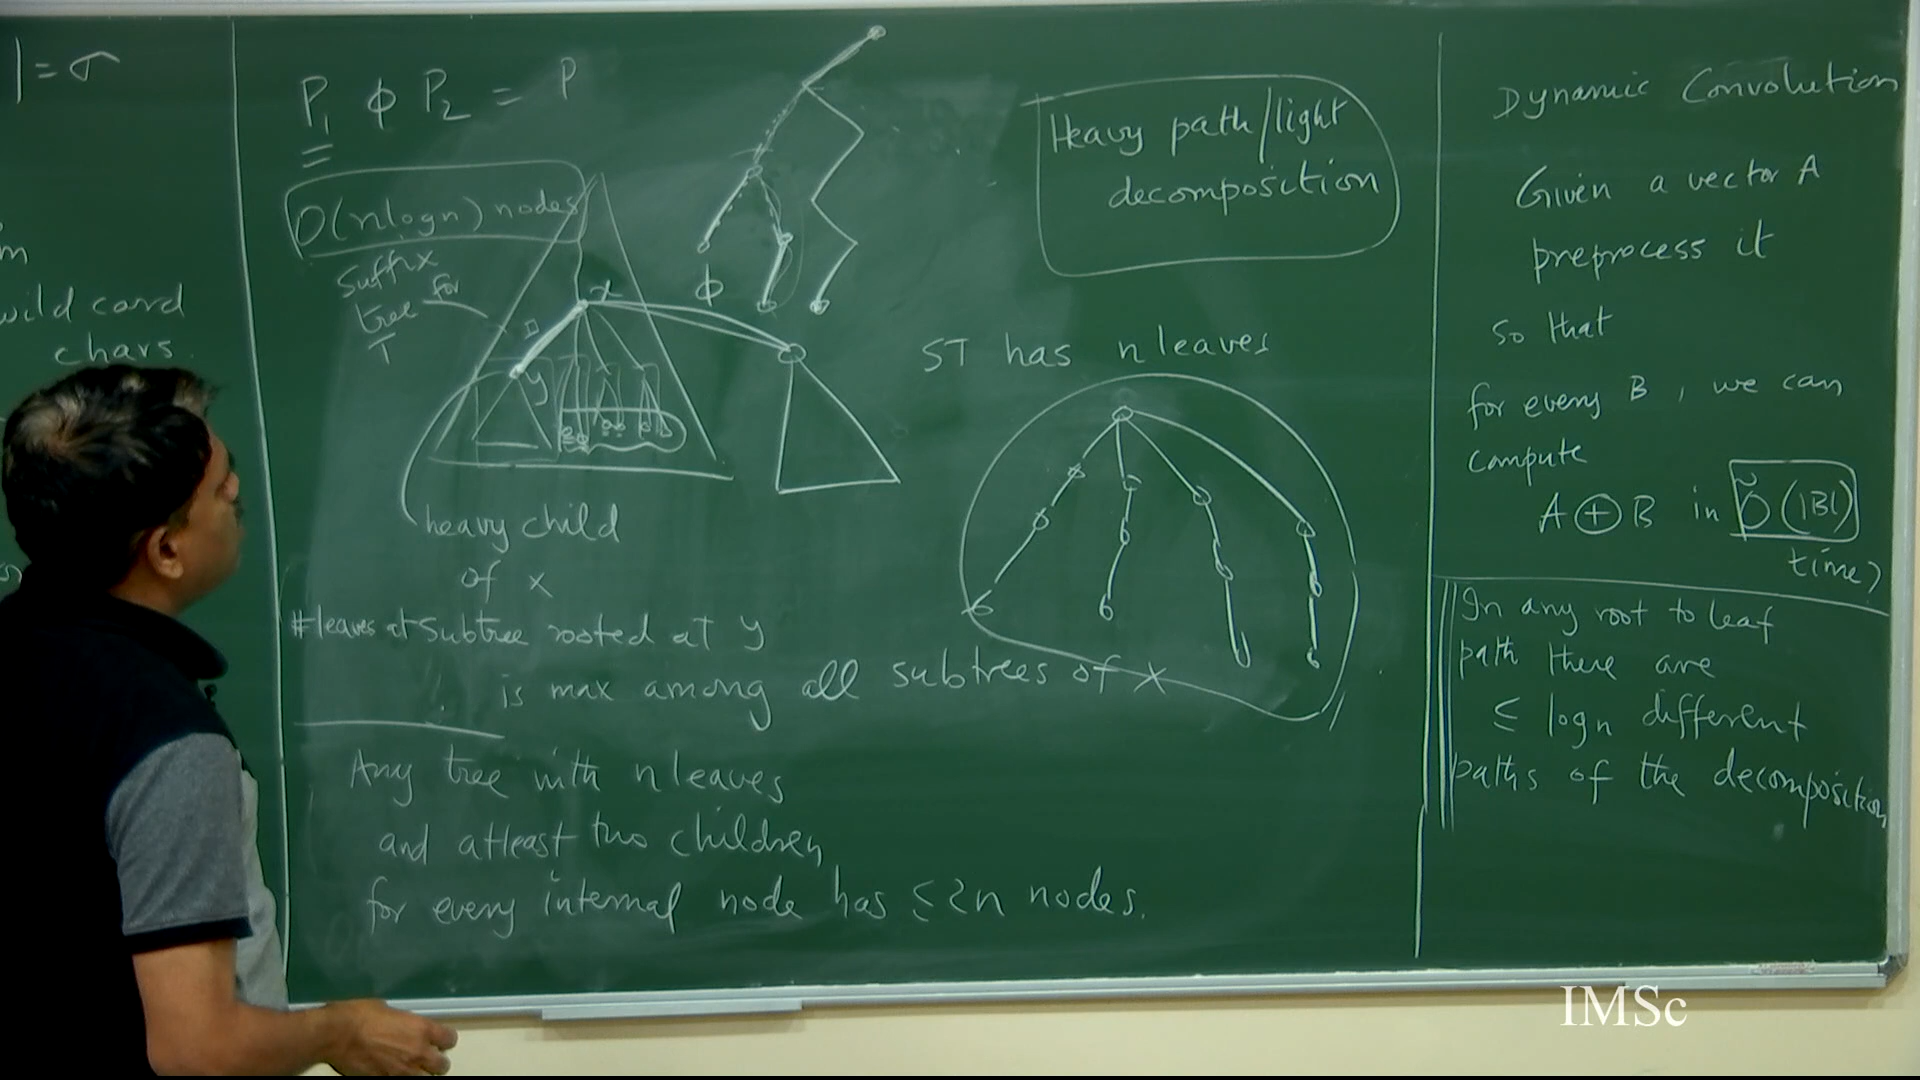 | = σ
m
wild card
chars.
P₁ ϕ P₂ = P
O(n log n) nodes
Suffix
tree for
T
x
y
ϕ
heavy child
of x
# leaves at subtree rooted at y
is max among all subtrees of x
Any tree with n leaves
and atleast two children
for every internal node has ≤ 2n nodes.
Heavy path/light
decomposition
ST has n leaves
Dynamic Convolution
Given a vector A
preprocess it
so that
for every B, we can
compute
A ⊕ B in Õ(|B|)
time?
In any root to leaf
path there are
≤ log n different
paths of the decomposition
IMSc